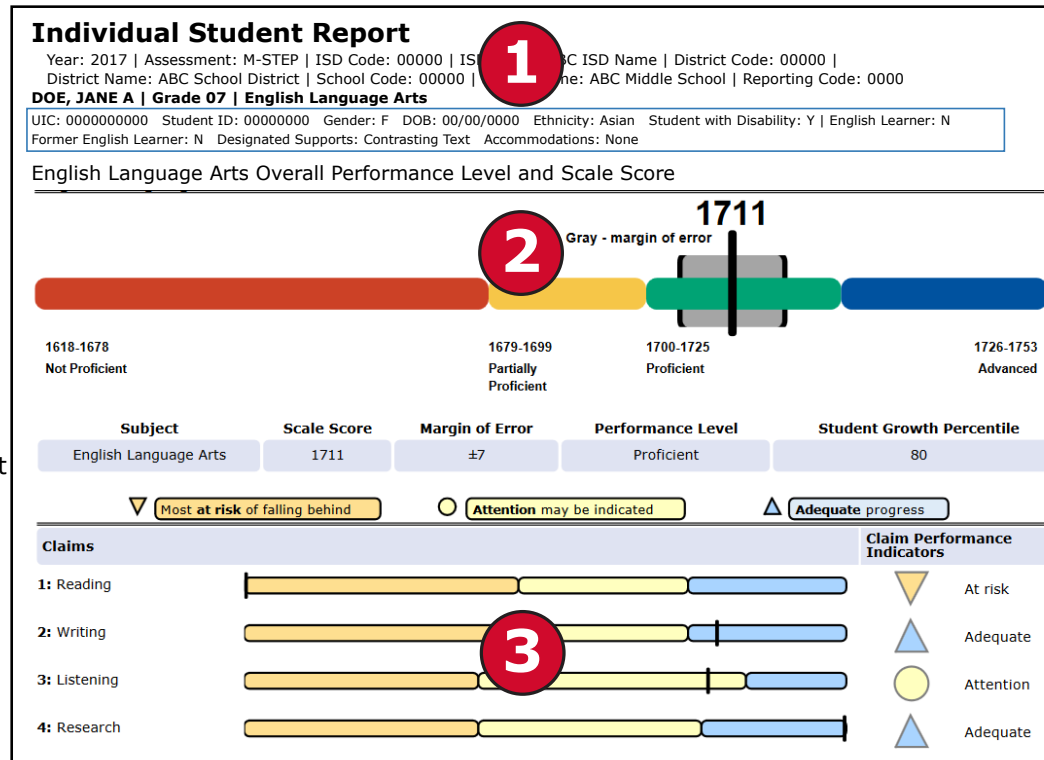 Individual Student Report
Year: 2017 | Assessment: M-STEP | ISD Code: 00000 | ABC ISD Name | District Code: 00000 |
District Name: ABC School District | School Code: 00000 | ABC Middle School | Reporting Code: 0000
DOE, JANE A | Grade 07 | English Language Arts
UIC: 0000000000 Student ID: 00000000 Gender: F DOB: 00/00/0000 Ethnicity: Asian Student with Disability: Y | English Learner: N
Former English Learner: N Designated Supports: Contrasting Text Accommodations: None
1
English Language Arts Overall Performance Level and Scale Score
1711
Gray - margin of error
2
1618-1678 1679-1699 1700-1725 1726-1753
Not Proficient Partially Proficient Advanced
Proficient
Subject Scale Score Margin of Error Performance Level Student Growth Percentile
English Language Arts 1711 ±7 Proficient 80
Most at risk of falling behind Attention may be indicated Adequate progress
Claims Claim Performance
Indicators
1: Reading At risk
2: Writing Adequate
3
3: Listening Attention
4: Research Adequate